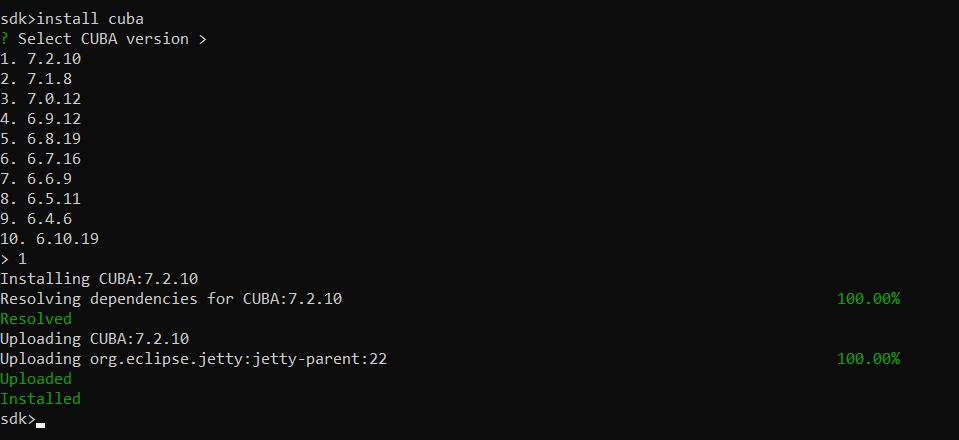 sdk>install cuba
? Select CUBA version >
1. 7.2.10
2. 7.1.8
3. 7.0.12
4. 6.9.12
5. 6.8.19
6. 6.7.16
7. 6.6.9
8. 6.5.11
9. 6.4.6
10. 6.10.19
> 1
Installing CUBA:7.2.10
Resolving dependencies for CUBA:7.2.10 100.00%
Resolved
Uploading CUBA:7.2.10
Uploading org.eclipse.jetty:jetty-parent:22 100.00%
Uploaded
Installed
sdk>